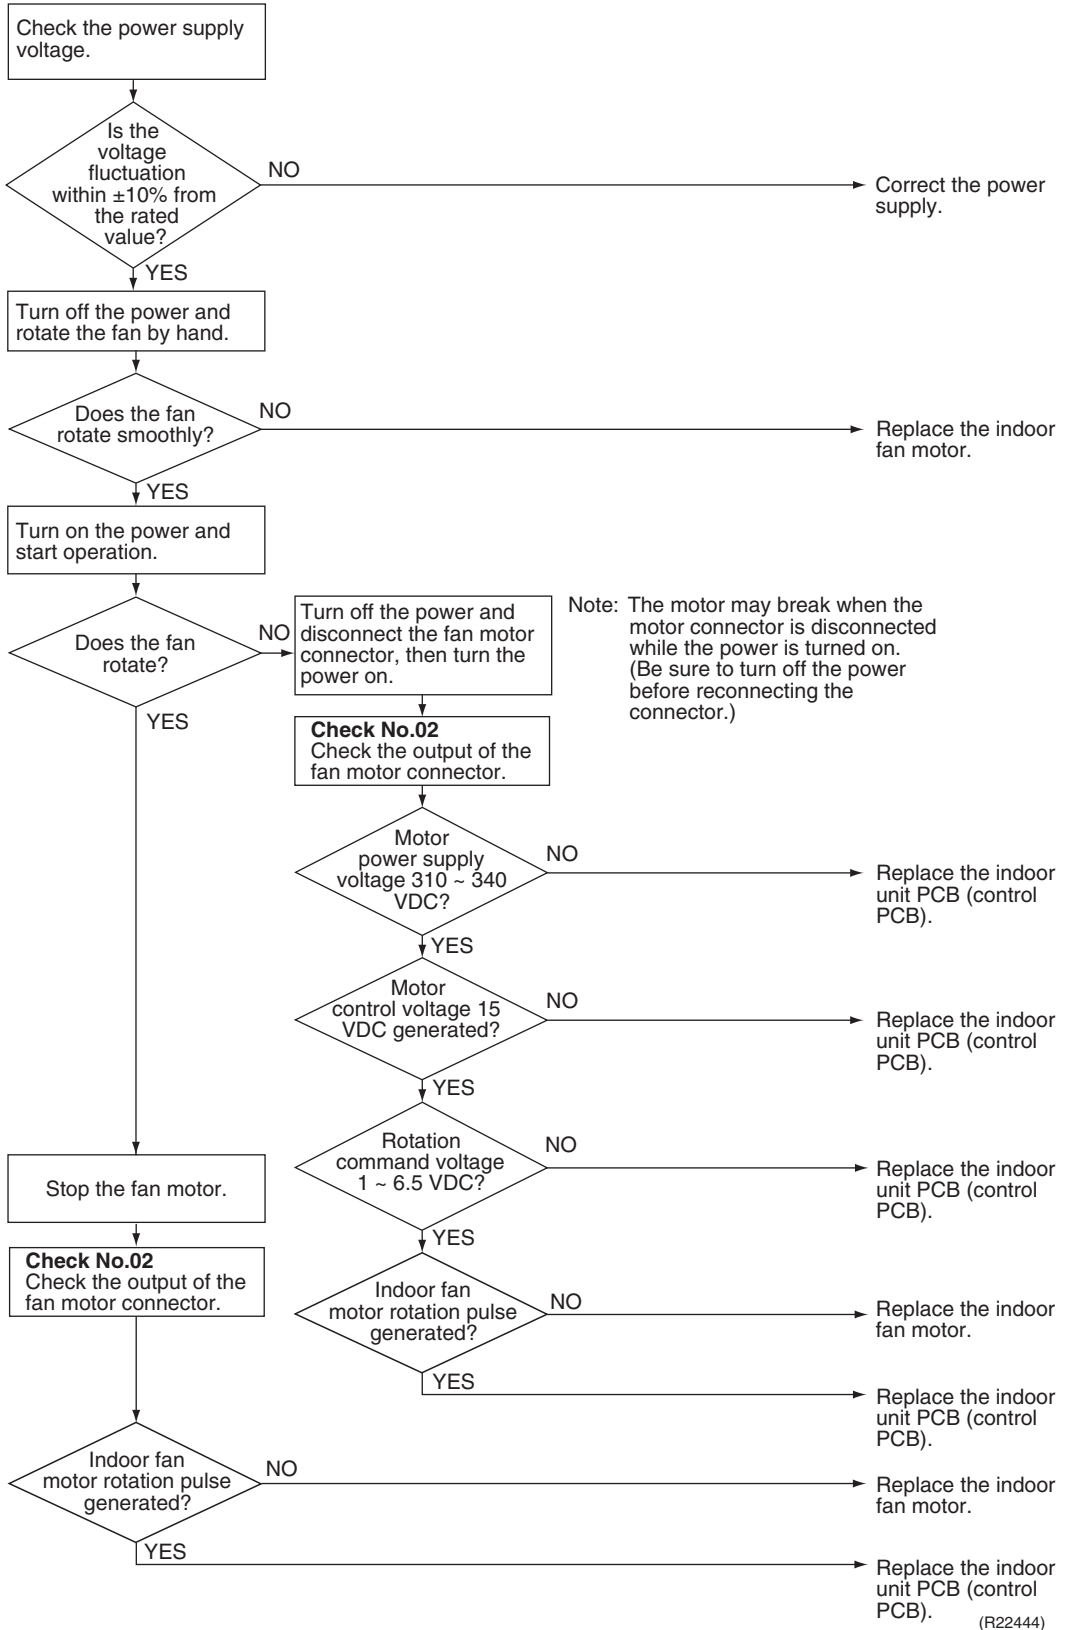 Check the power supply
voltage.
Is the
voltage
fluctuation
within ±10% from
the rated
value?
NO
Correct the power
supply.
YES
Turn off the power and
rotate the fan by hand.
Does the fan
rotate smoothly?
NO
Replace the indoor
fan motor.
YES
Turn on the power and
start operation.
Does the fan
rotate?
NO
Turn off the power and
disconnect the fan motor
connector, then turn the
power on.
Note: The motor may break when the
motor connector is disconnected
while the power is turned on.
(Be sure to turn off the power
before reconnecting the
connector.)
YES
Check No.02
Check the output of the
fan motor connector.
Motor
power supply
voltage 310 ~ 340
VDC?
NO
Replace the indoor
unit PCB (control
PCB).
YES
Motor
control voltage 15
VDC generated?
NO
Replace the indoor
unit PCB (control
PCB).
YES
Rotation
command voltage
1 ~ 6.5 VDC?
NO
Replace the indoor
unit PCB (control
PCB).
YES
Indoor fan
motor rotation pulse
generated?
NO
Replace the indoor
fan motor.
YES
Replace the indoor
unit PCB (control
PCB).
Stop the fan motor.
Check No.02
Check the output of the
fan motor connector.
Indoor fan
motor rotation pulse
generated?
NO
Replace the indoor
fan motor.
YES
Replace the indoor
unit PCB (control
PCB).
(R22444)